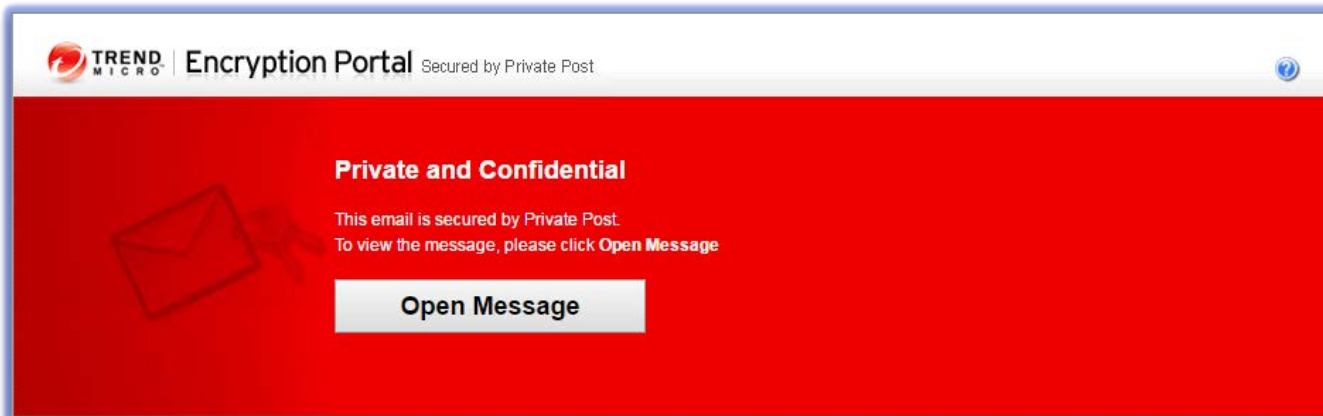 TREND MICRO | Encryption Portal Secured by Private Post
?
Private and Confidential
This email is secured by Private Post.
To view the message, please click Open Message
Open Message